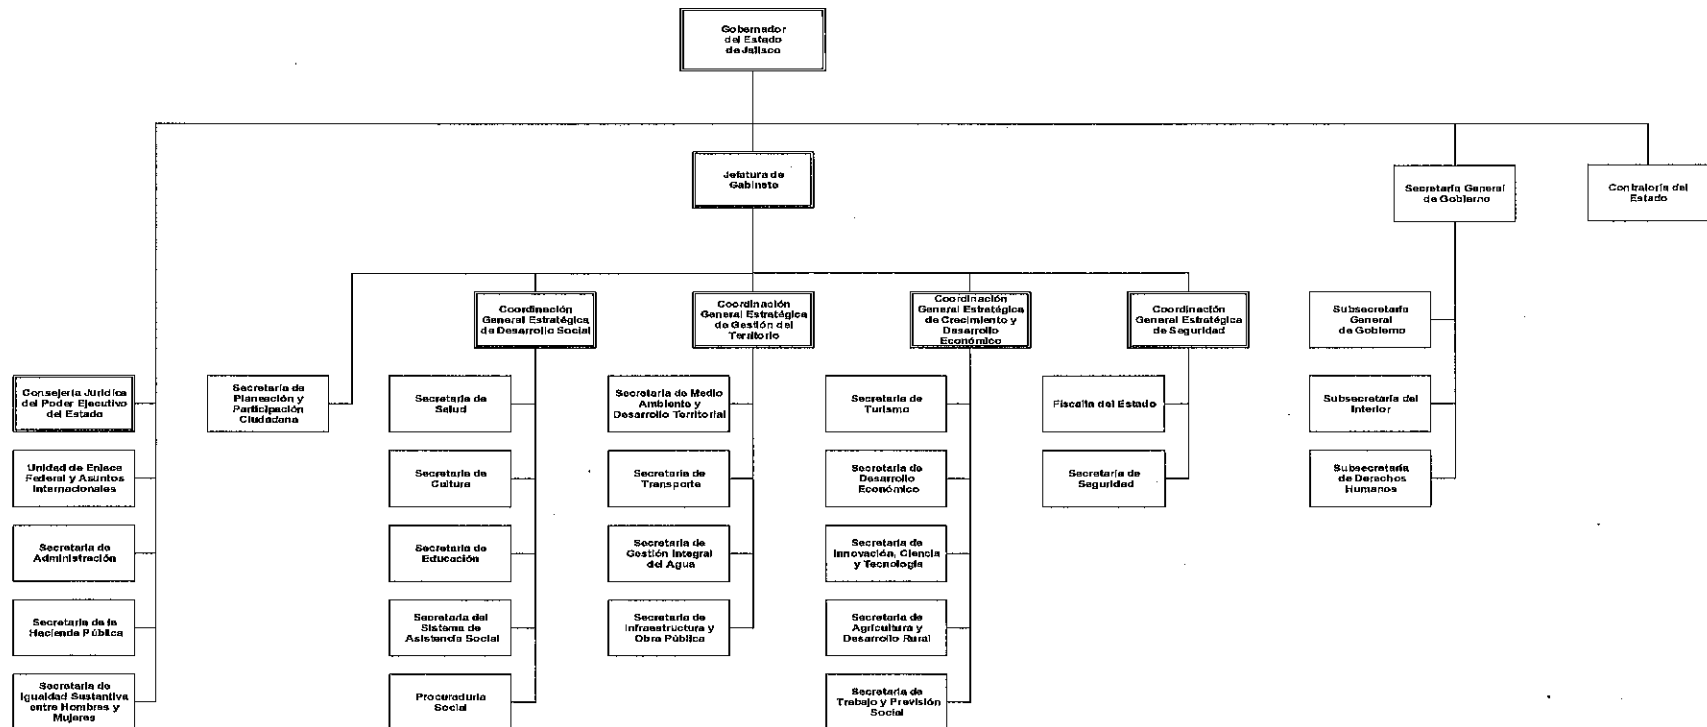 Gobernador
del Estado
de Jalisco
Jefatura de
Gabinete
Secretaría General
de Gobierno
Contraloría del
Estado
Coordinación
General Estratégica
de Desarrollo Social
Coordinación
General Estratégica
de Gestión del
Territorio
Coordinación
General Estratégica
de Crecimiento y
Desarrollo
Económico
Coordinación
General Estratégica
de Seguridad
Subsecretaría
General
de Gobierno
Consejería Jurídica
del Poder Ejecutivo
del Estado
Secretaría de
Planeación y
Participación
Ciudadana
Secretaría de
Salud
Secretaría de Medio
Ambiente y
Desarrollo Territorial
Secretaría de
Turismo
Fiscalía del Estado
Subsecretaría del
Interior
Unidad de Enlace
Federal y Asuntos
Internacionales
Secretaría de
Cultura
Secretaría de
Transporte
Secretaría de
Desarrollo
Económico
Secretaría de
Seguridad
Subsecretaría
de Derechos
Humanos
Secretaría de
Administración
Secretaría de
Educación
Secretaría de
Gestión Integral
del Agua
Secretaría de
Innovación, Ciencia
y Tecnología
Secretaría de la
Hacienda Pública
Secretaría del
Sistema de
Asistencia Social
Secretaría de
Infraestructura y
Obra Pública
Secretaría de
Agricultura y
Desarrollo Rural
Secretaría de
Igualdad Sustantiva
entre Hombres y
Mujeres
Procuraduría
Social
Secretaría de
Trabajo y Previsión
Social